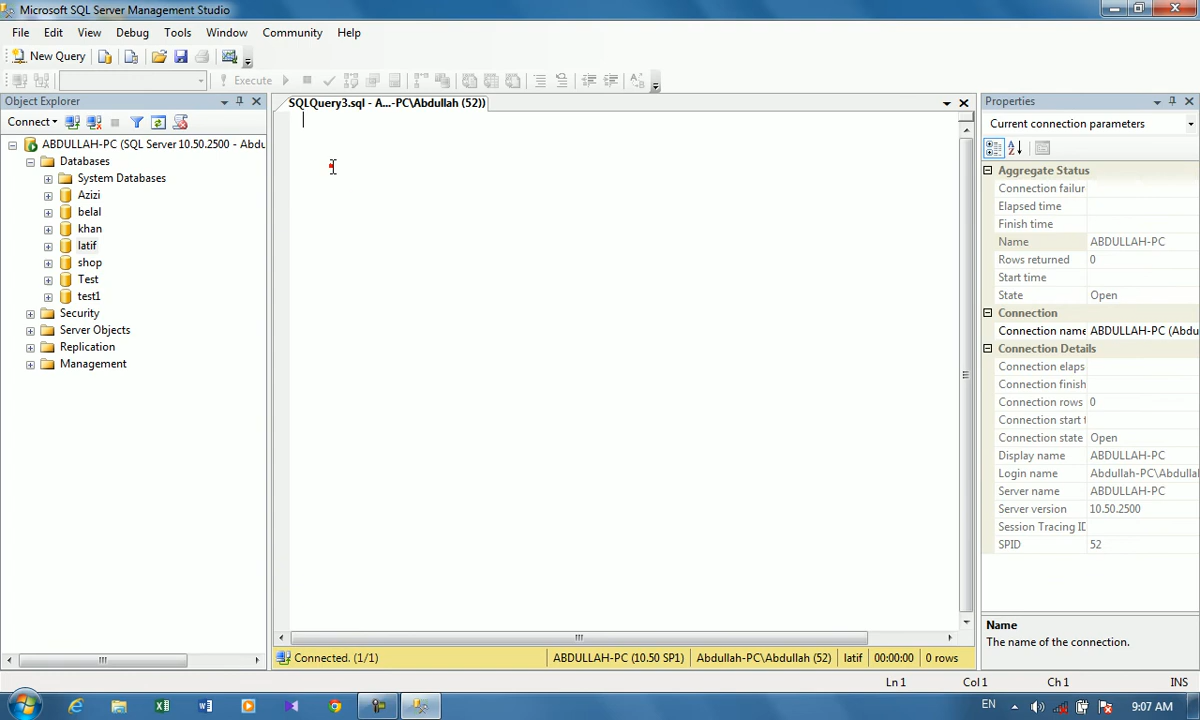 Microsoft SQL Server Management Studio
File Edit View Debug Tools Window Community Help
New Query
Execute
Object Explorer
Connect
ABDULLAH-PC (SQL Server 10.50.2500 - Abdu
Databases
System Databases
Azizi
belal
khan
latif
shop
Test
test1
Security
Server Objects
Replication
Management
SQLQuery3.sql - A...-PC\Abdullah (52))
Connected. (1/1)
ABDULLAH-PC (10.50 SP1)
Abdullah-PC\Abdullah (52)
latif
00:00:00
0 rows
Properties
Current connection parameters
Aggregate Status
Connection failur
Elapsed time
Finish time
Name ABDULLAH-PC
Rows returned 0
Start time
State Open
Connection
Connection name ABDULLAH-PC (Abdu
Connection Details
Connection elaps
Connection finish
Connection rows 0
Connection start t
Connection state Open
Display name ABDULLAH-PC
Login name Abdullah-PC\Abdullah
Server name ABDULLAH-PC
Server version 10.50.2500
Session Tracing ID
SPID 52
Name
The name of the connection.
Ln 1 Col 1 Ch 1 INS
EN 9:07 AM